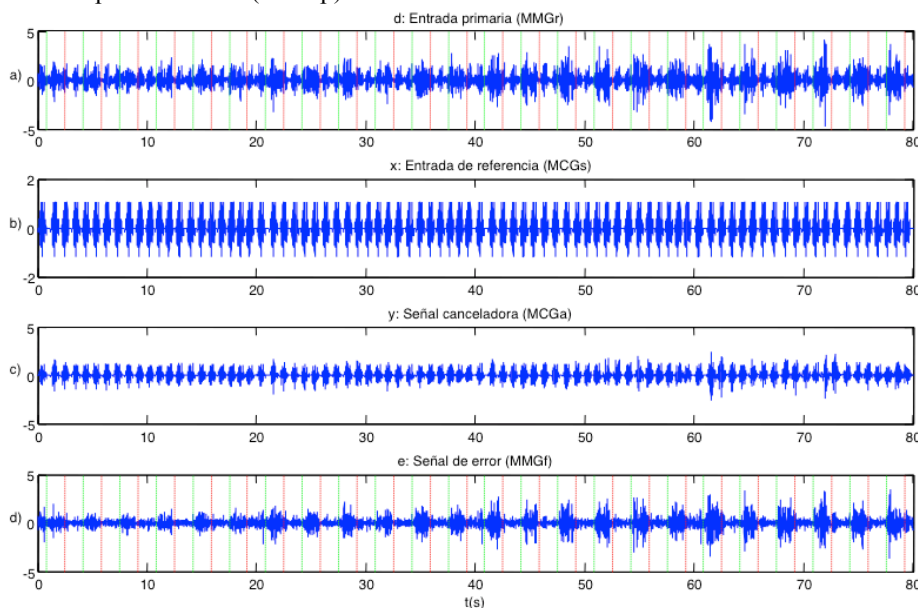 d: Entrada primaria (MMGr)
5
a) 0
-5
0 10 20 30 40 50 60 70 80
x: Entrada de referencia (MCGs)
2
b) 0
-2
0 10 20 30 40 50 60 70 80
y: Señal canceladora (MCGa)
5
c) 0
-5
0 10 20 30 40 50 60 70 80
e: Señal de error (MMGf)
5
d) 0
-5
0 10 20 30 40 50 60 70 80
t(s)